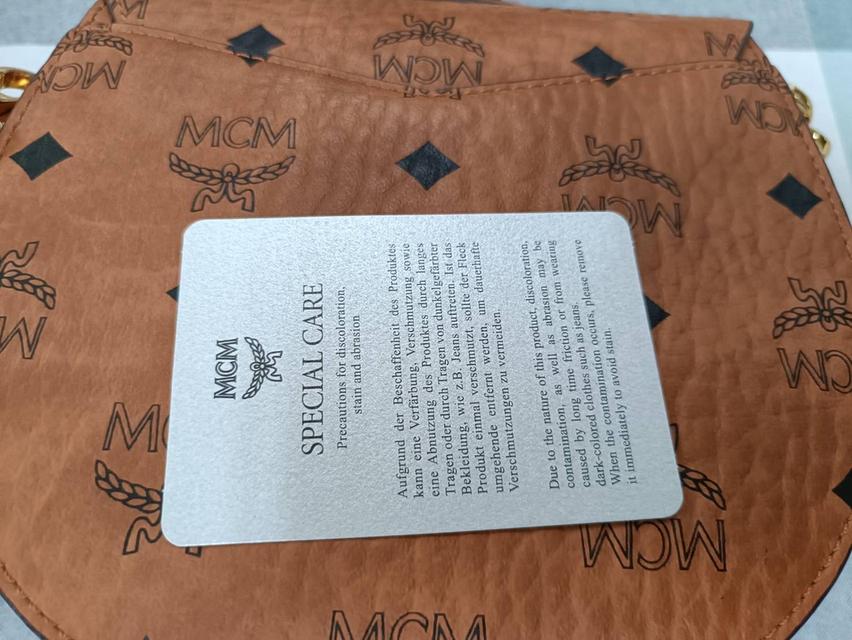 MCM
MCM
MCM
MCM
MCM
MCM
MCM
SPECIAL CARE
Precautions for discoloration,
stain and abrasion
Aufgrund der Beschaffenheit des Produktes
kann eine Verfärbung, Verschmutzung sowie
eine Abnutzung des Produktes durch langes
Tragen oder durch Tragen von dunkelgefärbter
Bekleidung, wie z.B. Jeans auftreten. Ist das
Produkt einmal verschmutzt, sollte der Fleck
umgehende entfernt werden, um dauerhafte
Verschmutzungen zu vermeiden.
Due to the nature of this product, discoloration,
contamination, as well as abrasion may be
caused by long time friction or from wearing
dark-colored clothes such as jeans.
When the contamination occurs, please remove
it immediately to avoid stain.
MCM
MCM
MCM